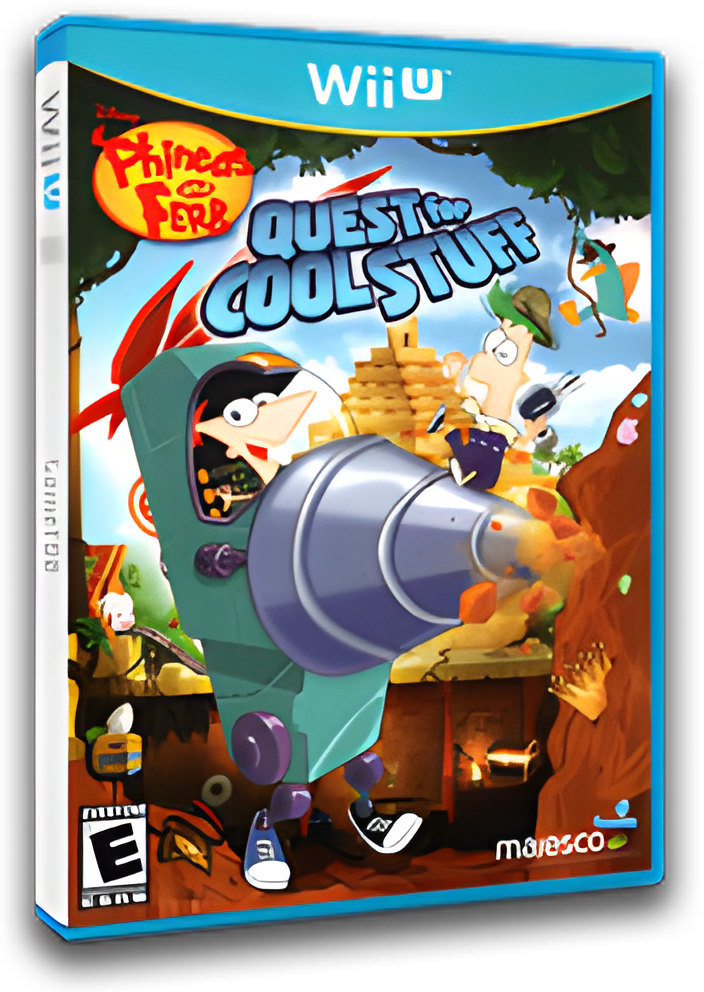 Wii U
Wii U
Disney
Phineas
and
Ferb
QUEST for
COOL STUFF
E
majesco